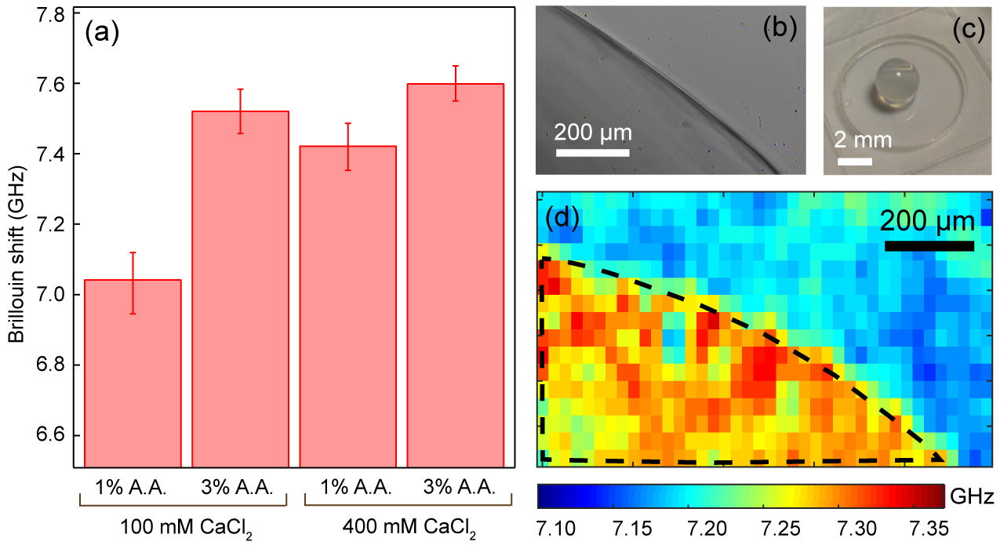 (a)
7.8
7.6
7.4
7.2
7.0
6.8
6.6
Brillouin shift (GHz)
1% A.A.
3% A.A.
1% A.A.
3% A.A.
100 mM CaCl₂
400 mM CaCl₂
(b)
200 µm
(c)
2 mm
(d)
200 µm
GHz
7.10
7.15
7.20
7.25
7.30
7.35